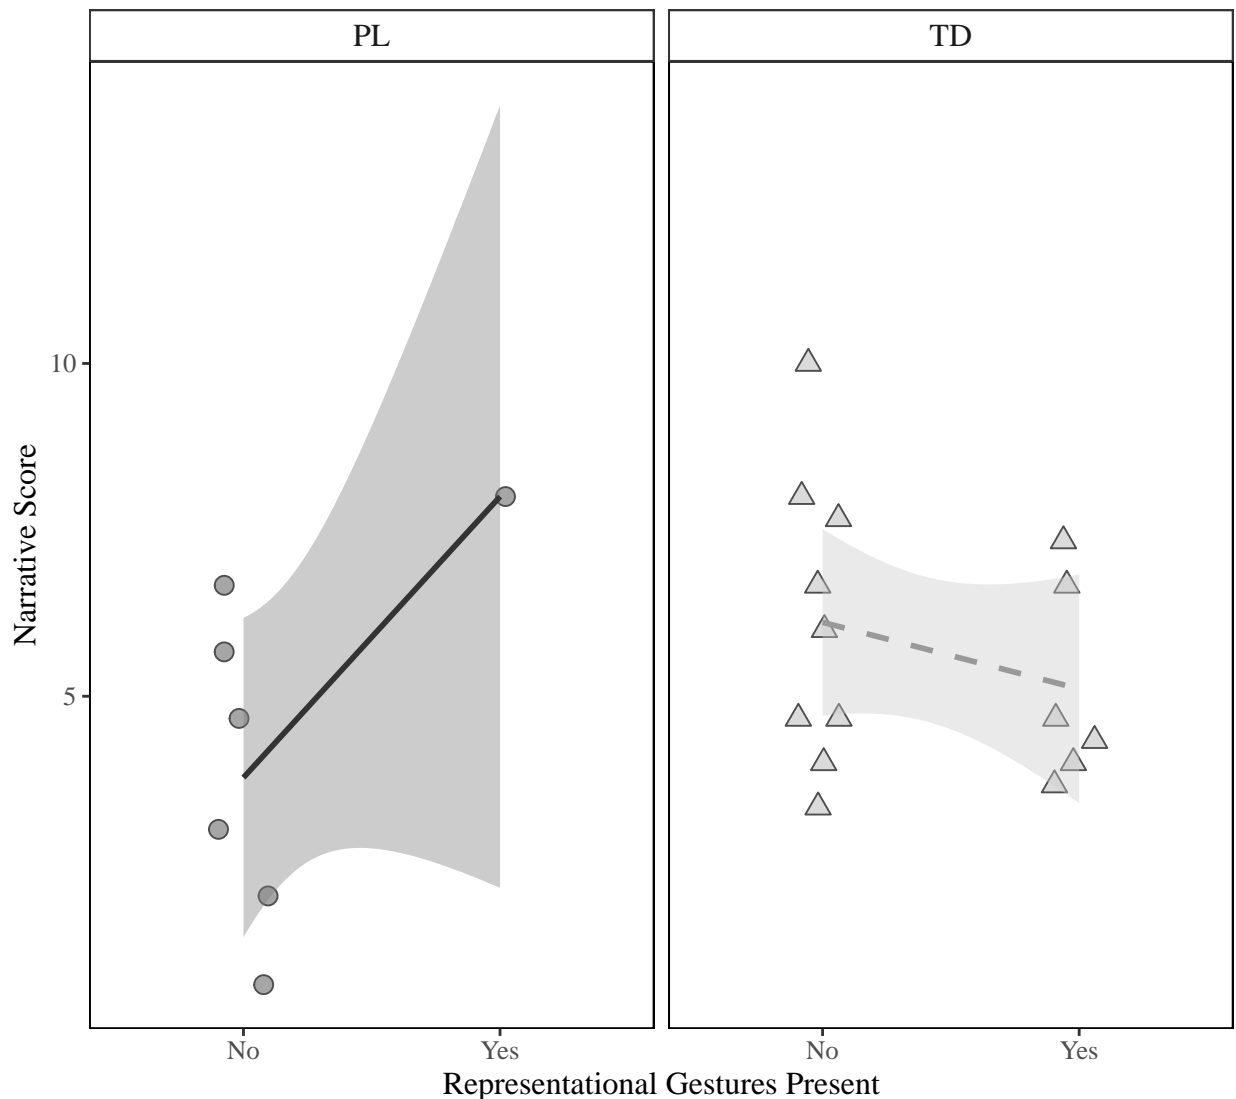 PL
TD
Narrative Score
10
5
No
Yes
No
Yes
Representational Gestures Present